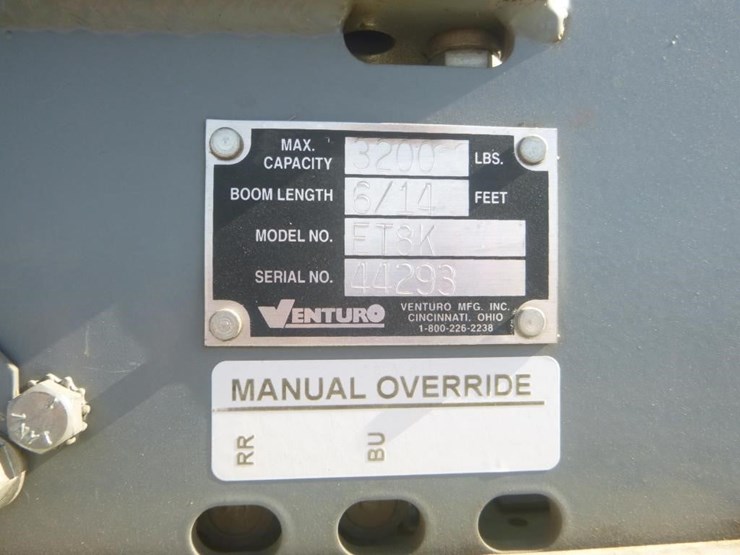 MAX. CAPACITY 3200 LBS.
BOOM LENGTH 6/14 FEET
MODEL NO. ET8K
SERIAL NO. 44293
VENTURO
VENTURO MFG. INC.
CINCINNATI, OHIO
1-800-226-2238
MANUAL OVERRIDE
RR BU